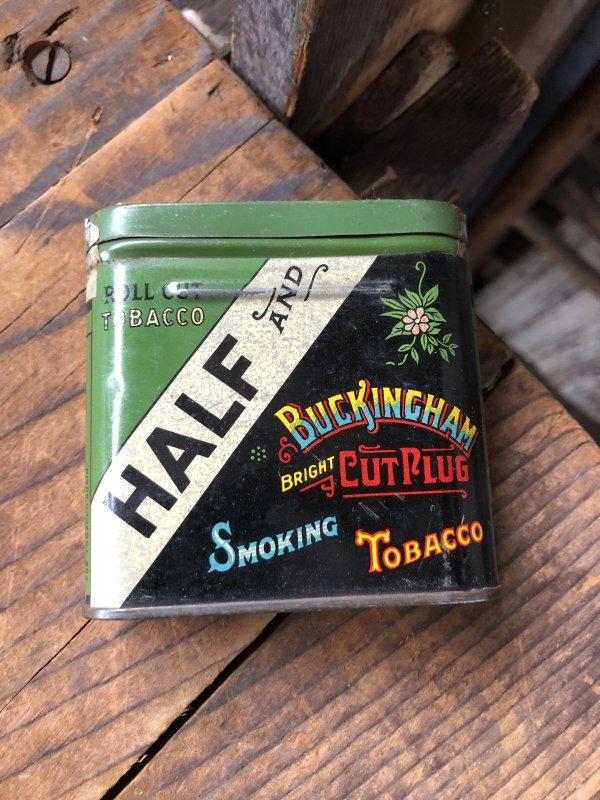 ROLL CUT
TOBACCO
HALF AND
BUCKINGHAM
BRIGHT CUT PLUG
SMOKING TOBACCO